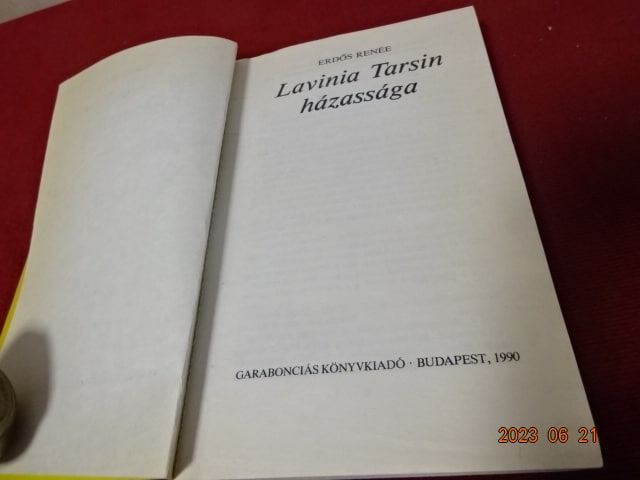 ERDŐS RENÉE
Lavinia Tarsin
házassága
GARABONCIÁS KÖNYVKIADÓ · BUDAPEST, 1990
2023 06 21